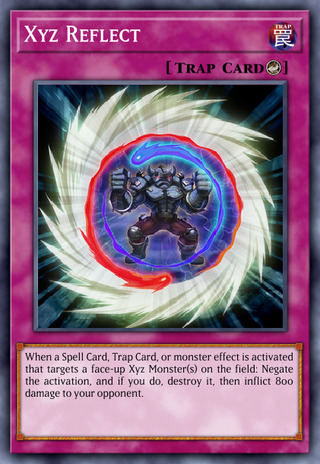 Xyz Reflect
TRAP
罠
[Trap Card]
When a Spell Card, Trap Card, or monster effect is activated
that targets a face-up Xyz Monster(s) on the field: Negate
the activation, and if you do, destroy it, then inflict 800
damage to your opponent.